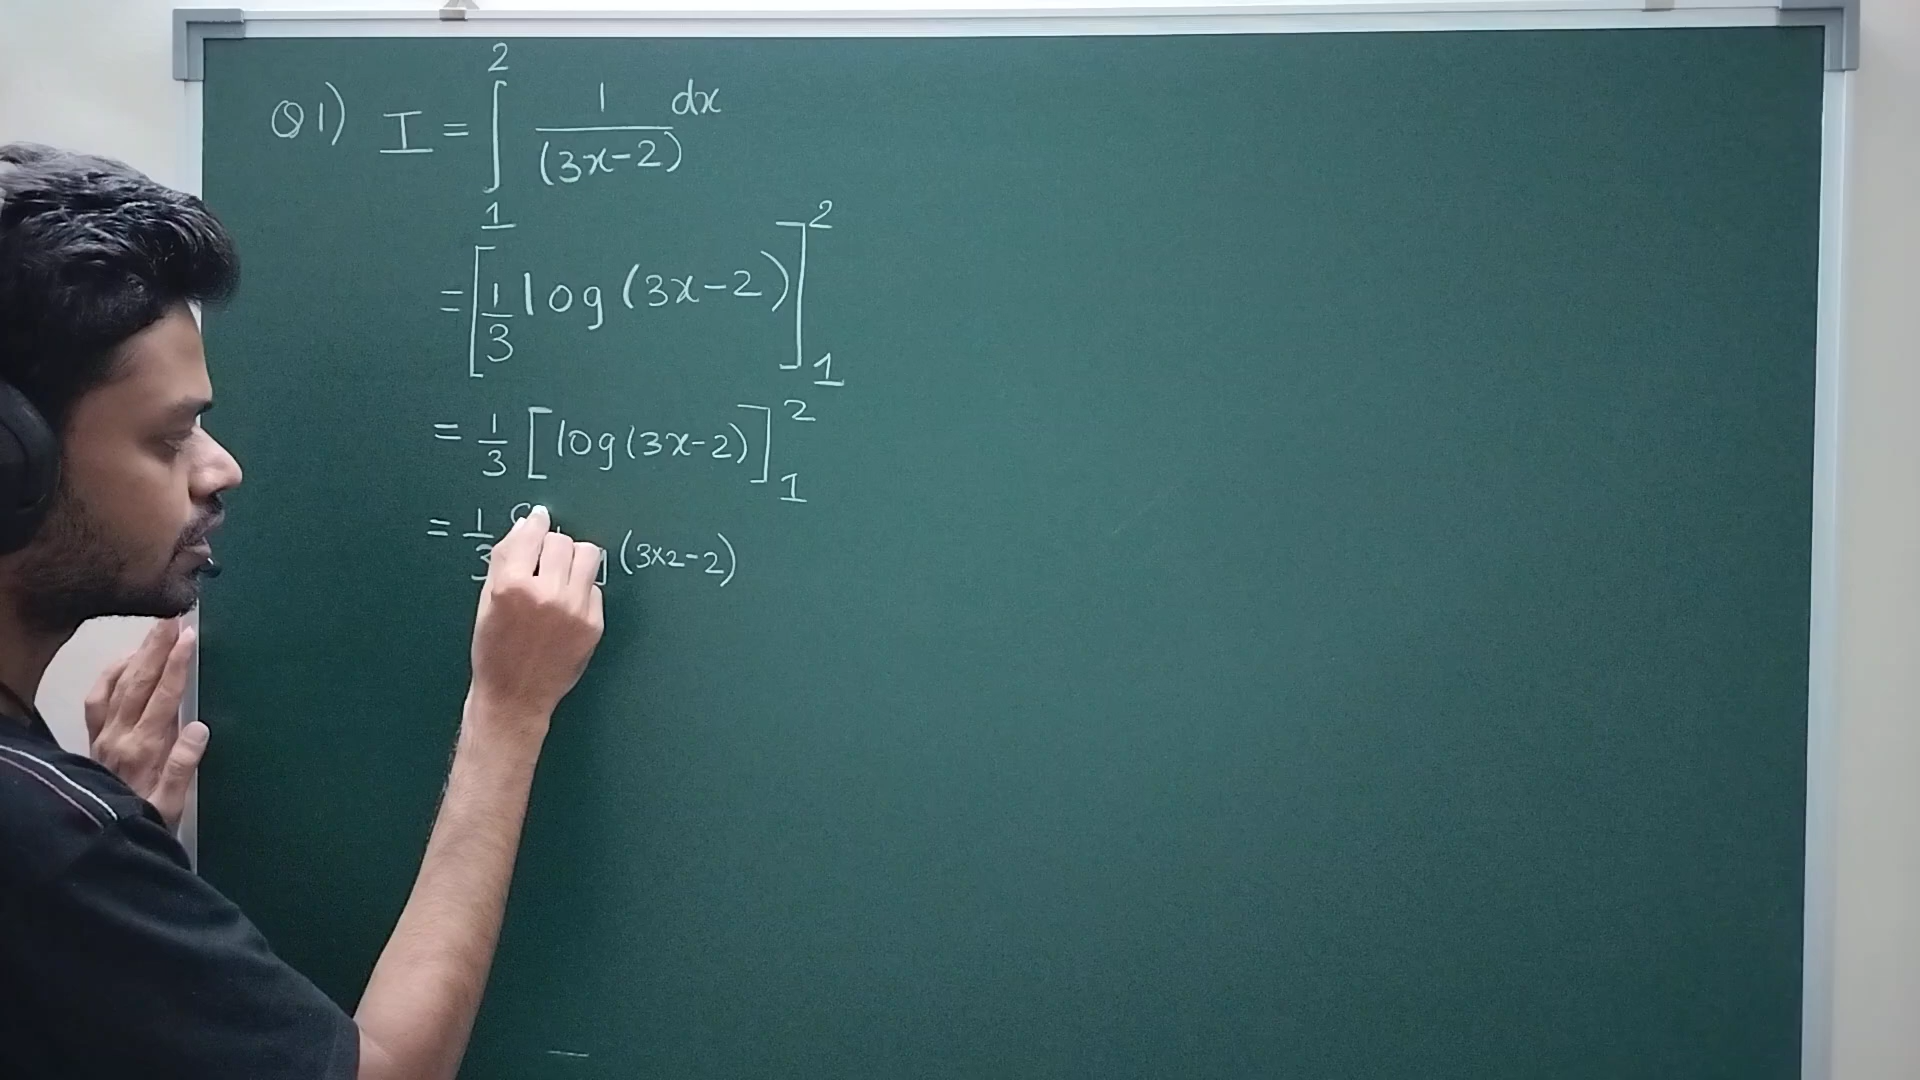 Q1) I = ∫₁² 1/(3x-2) dx
= [1/3 log (3x-2)]₁²
= 1/3 [log(3x-2)]₁²
= 1/3 (3x2-2)